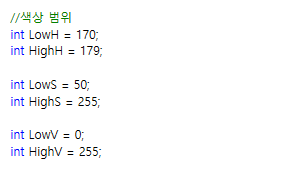 //색상 범위
int LowH = 170;
int HighH = 179;
int LowS = 50;
int HighS = 255;
int LowV = 0;
int HighV = 255;